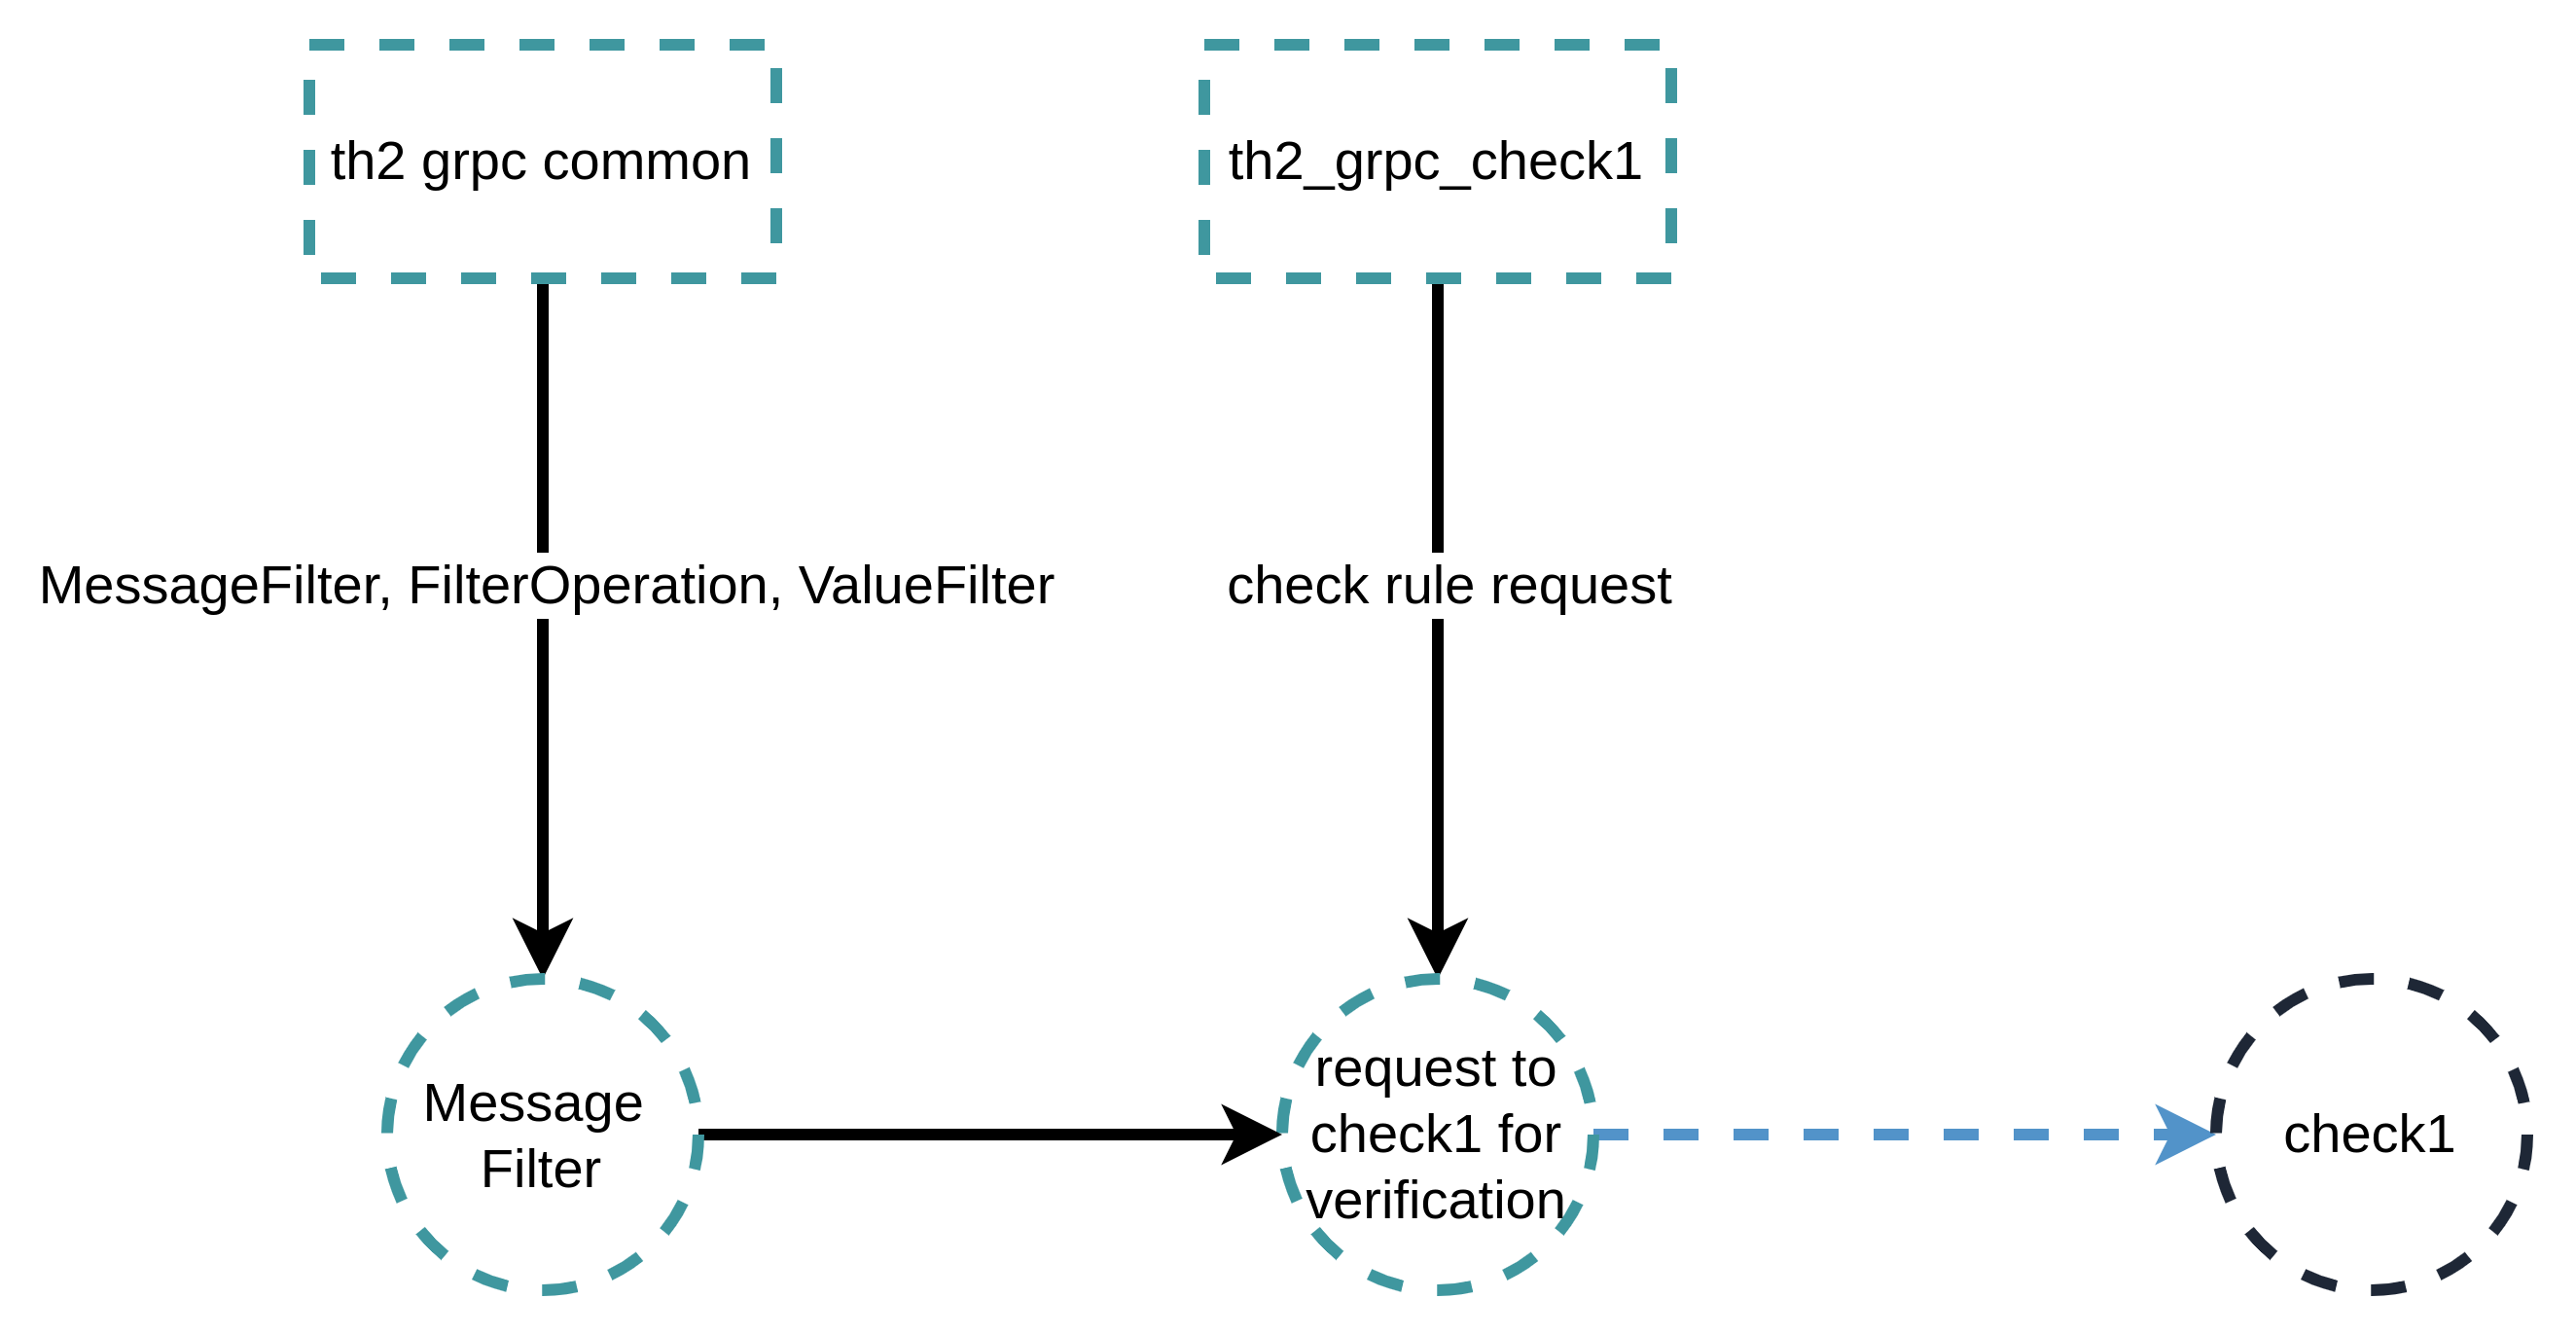 th2 grpc common
th2_grpc_check1
MessageFilter, FilterOperation, ValueFilter
check rule request
Message
Filter
request to
check1 for
verification
check1